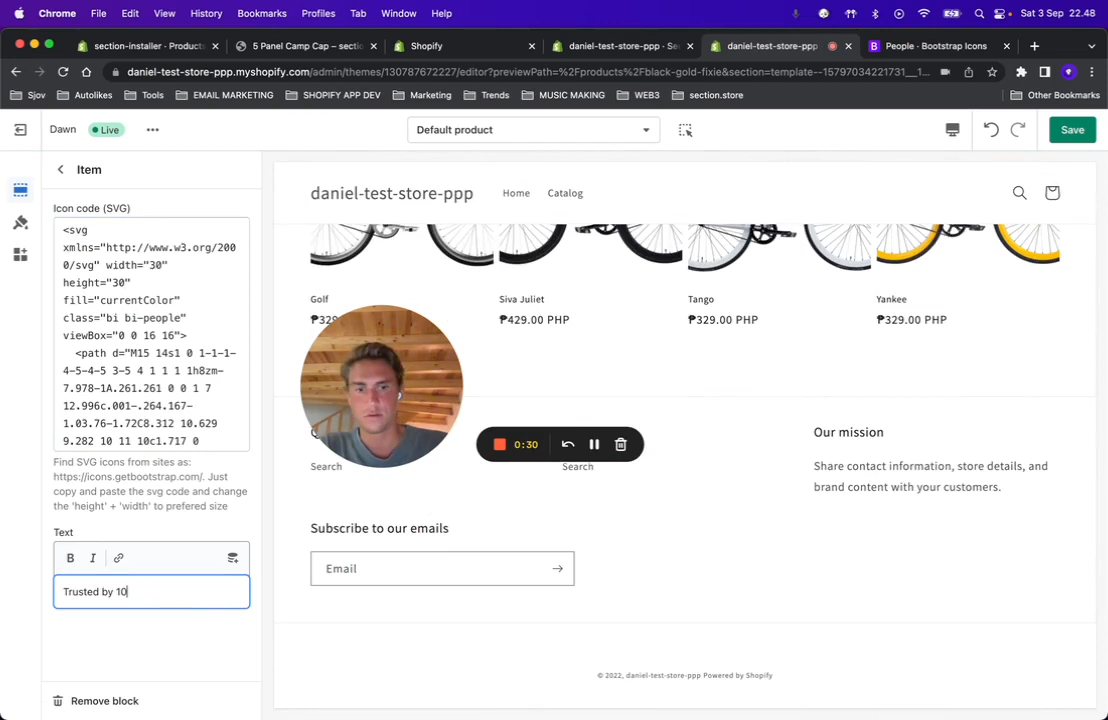 Chrome File Edit View History Bookmarks Profiles Tab Window Help Sat 3 Sep 22.48
section-installer · Products
5 Panel Camp Cap – section
Shopify
daniel-test-store-ppp · Se
daniel-test-store-ppp
People · Bootstrap Icons
daniel-test-store-ppp.myshopify.com/admin/themes/130787672227/editor?previewPath=%2Fproducts%2Fblack-gold-fixie&section=template--15797034221731__1...
Sjov Autolikes Tools EMAIL MARKETING SHOPIFY APP DEV Marketing Trends MUSIC MAKING WEB3 section.store Other Bookmarks
Dawn Live ••• Default product Save
Item
Icon code (SVG)
<svg
xmlns="http://www.w3.org/200
0/svg" width="30"
height="30"
fill="currentColor"
class="bi bi-people"
viewBox="0 0 16 16">
<path d="M15 14s1 0 1-1-1-
4-5-4-5 3-5 4 1 1 1 1h8zm-
7.978-1A.261.261 0 0 1 7
12.996c.001-.264.167-
1.03.76-1.72C8.312 10.629
9.282 10 11 10c1.717 0
Find SVG icons from sites as:
https://icons.getbootstrap.com/. Just
copy and paste the svg code and change
the 'height' + 'width' to prefered size
Text
B I
Trusted by 10
Remove block
daniel-test-store-ppp Home Catalog
Golf Siva Juliet Tango Yankee
₱329 ₱429.00 PHP ₱329.00 PHP ₱329.00 PHP
0:30
Our mission
Search Search
Share contact information, store details, and
brand content with your customers.
Subscribe to our emails
Email
© 2022, daniel-test-store-ppp Powered by Shopify